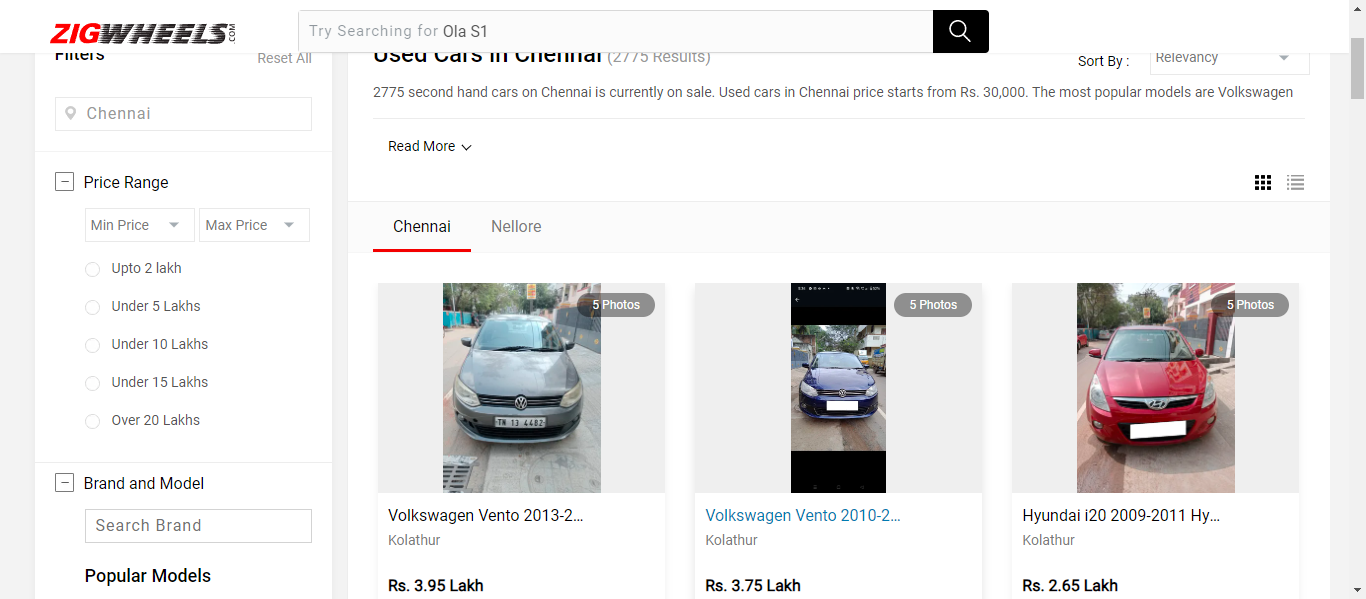 ZIGWHEELS.COM
Try Searching for Ola S1
Filters
Reset All
Chennai
Price Range
Min Price
Max Price
Upto 2 lakh
Under 5 Lakhs
Under 10 Lakhs
Under 15 Lakhs
Over 20 Lakhs
Brand and Model
Search Brand
Popular Models
Used Cars in Chennai (2775 Results)
Sort By :
Relevancy
2775 second hand cars on Chennai is currently on sale. Used cars in Chennai price starts from Rs. 30,000. The most popular models are Volkswagen
Read More
Chennai
Nellore
5 Photos
TN 13 4482
Volkswagen Vento 2013-2...
Kolathur
Rs. 3.95 Lakh
5 Photos
Volkswagen Vento 2010-2...
Kolathur
Rs. 3.75 Lakh
5 Photos
Hyundai i20 2009-2011 Hy...
Kolathur
Rs. 2.65 Lakh